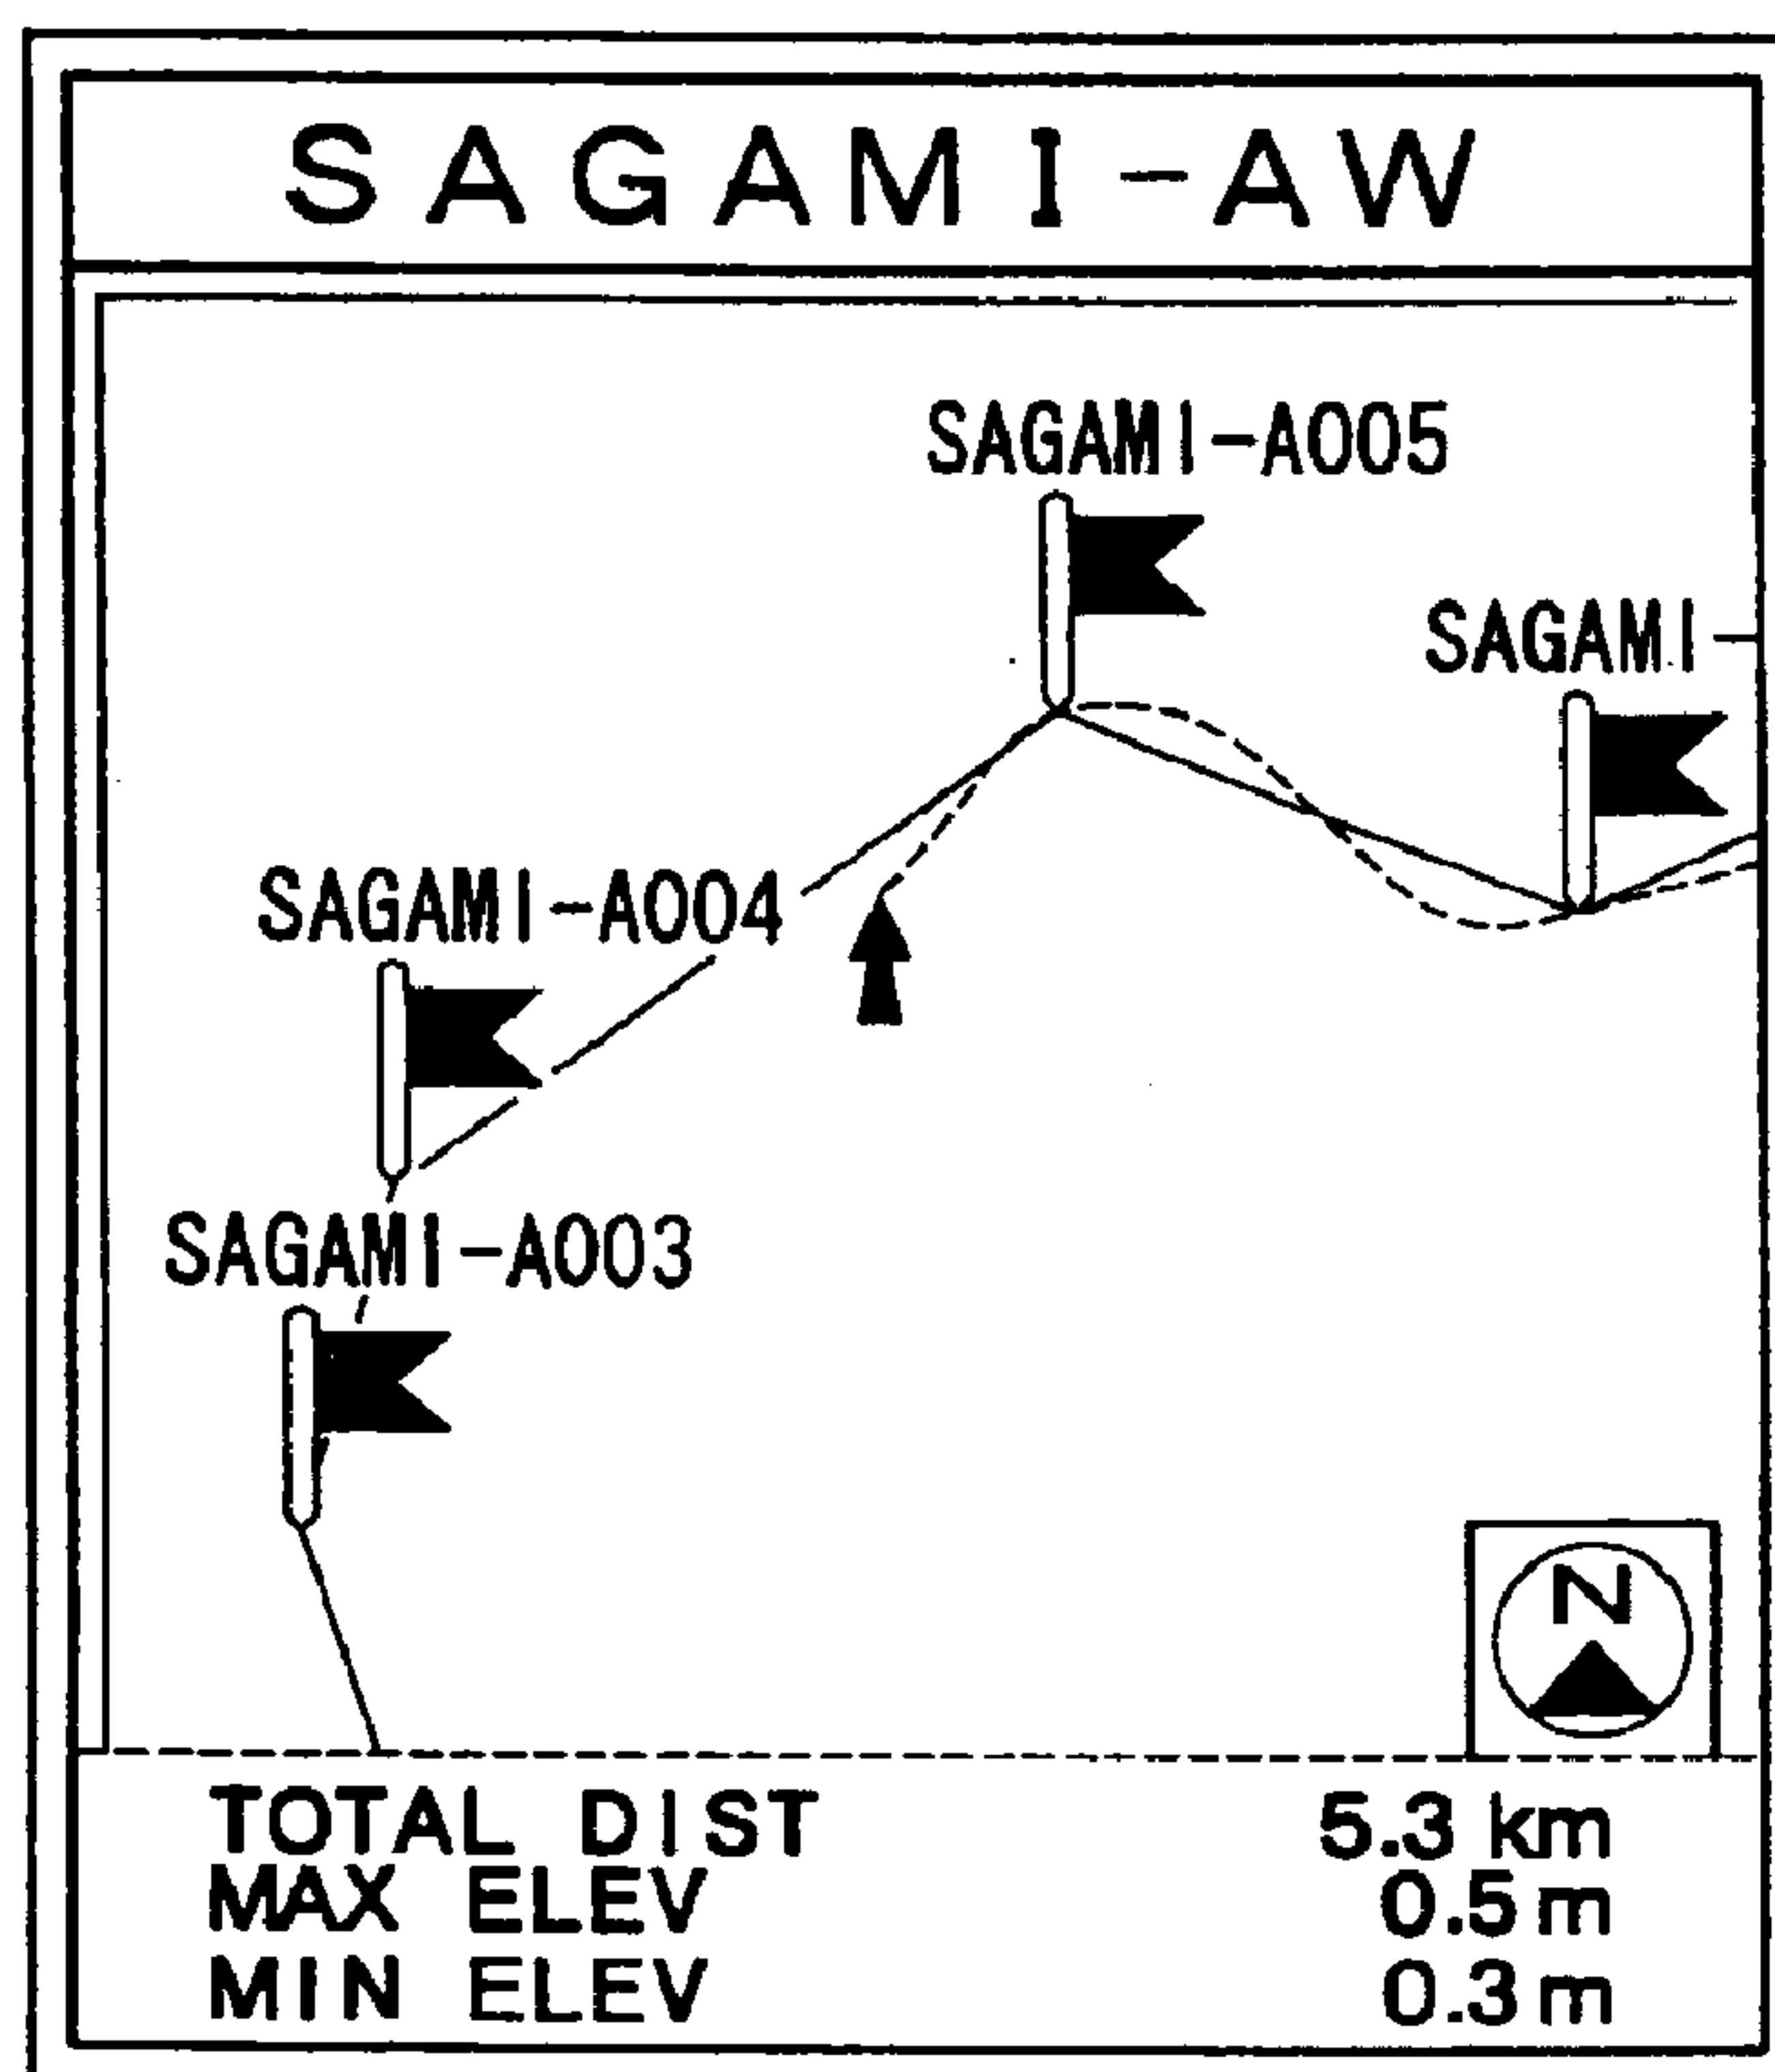 SAGAMI-AW
SAGAMI-A005
SAGAMI-
SAGAMI-A004
SAGAMI-A003
N
TOTAL DIST 5.3 km
MAX ELEV 0.5 m
MIN ELEV 0.3 m